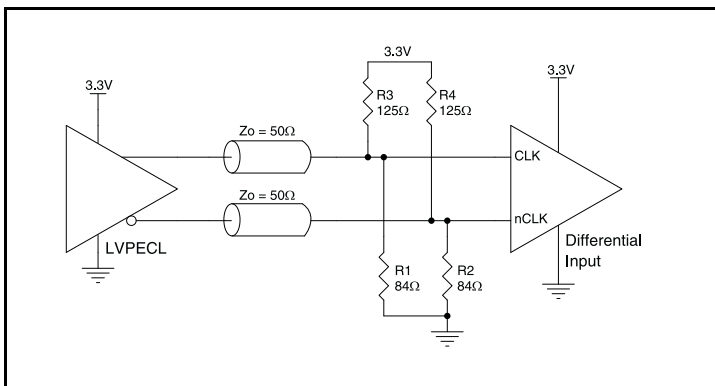 3.3V
3.3V
3.3V
R3
125Ω
R4
125Ω
Zo = 50Ω
CLK
Zo = 50Ω
nCLK
LVPECL
Differential
Input
R1
84Ω
R2
84Ω